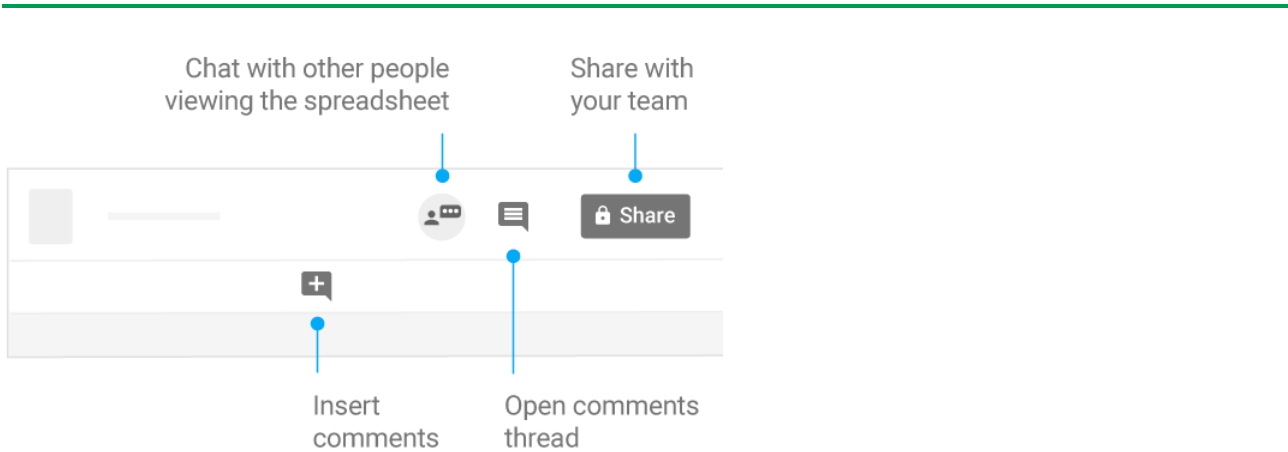 Chat with other people
viewing the spreadsheet
Share with
your team
Share
Insert
comments
Open comments
thread